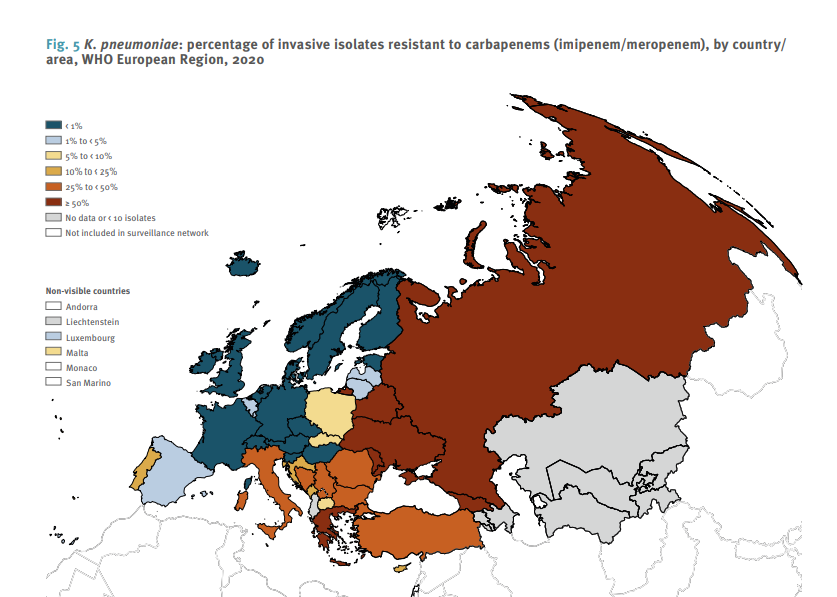 Fig. 5 K. pneumoniae: percentage of invasive isolates resistant to carbapenems (imipenem/meropenem), by country/
area, WHO European Region, 2020
< 1%
1% to < 5%
5% to < 10%
10% to < 25%
25% to < 50%
≥ 50%
No data or < 10 isolates
Not included in surveillance network
Non-visible countries
Andorra
Liechtenstein
Luxembourg
Malta
Monaco
San Marino